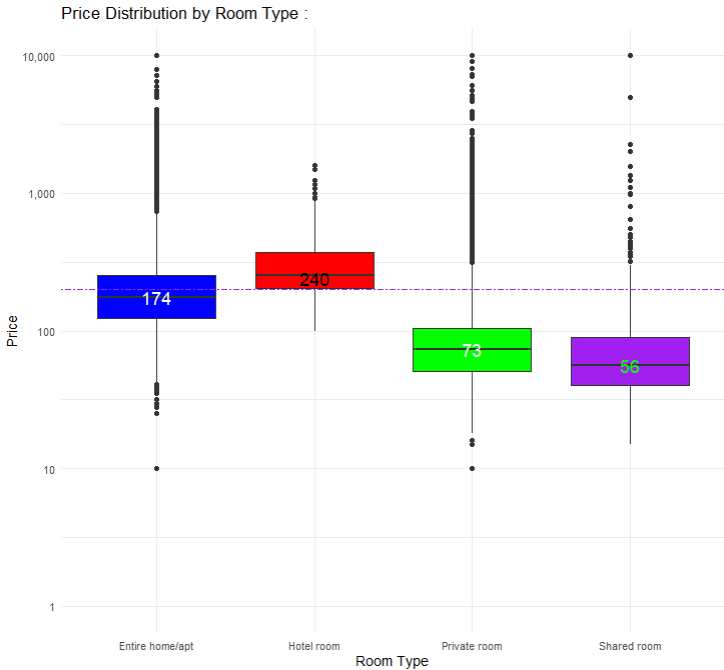 Price Distribution by Room Type :
10,000
1,000
240
174
100
Price
73
56
10
1
Entire home/apt
Hotel room
Private room
Shared room
Room Type